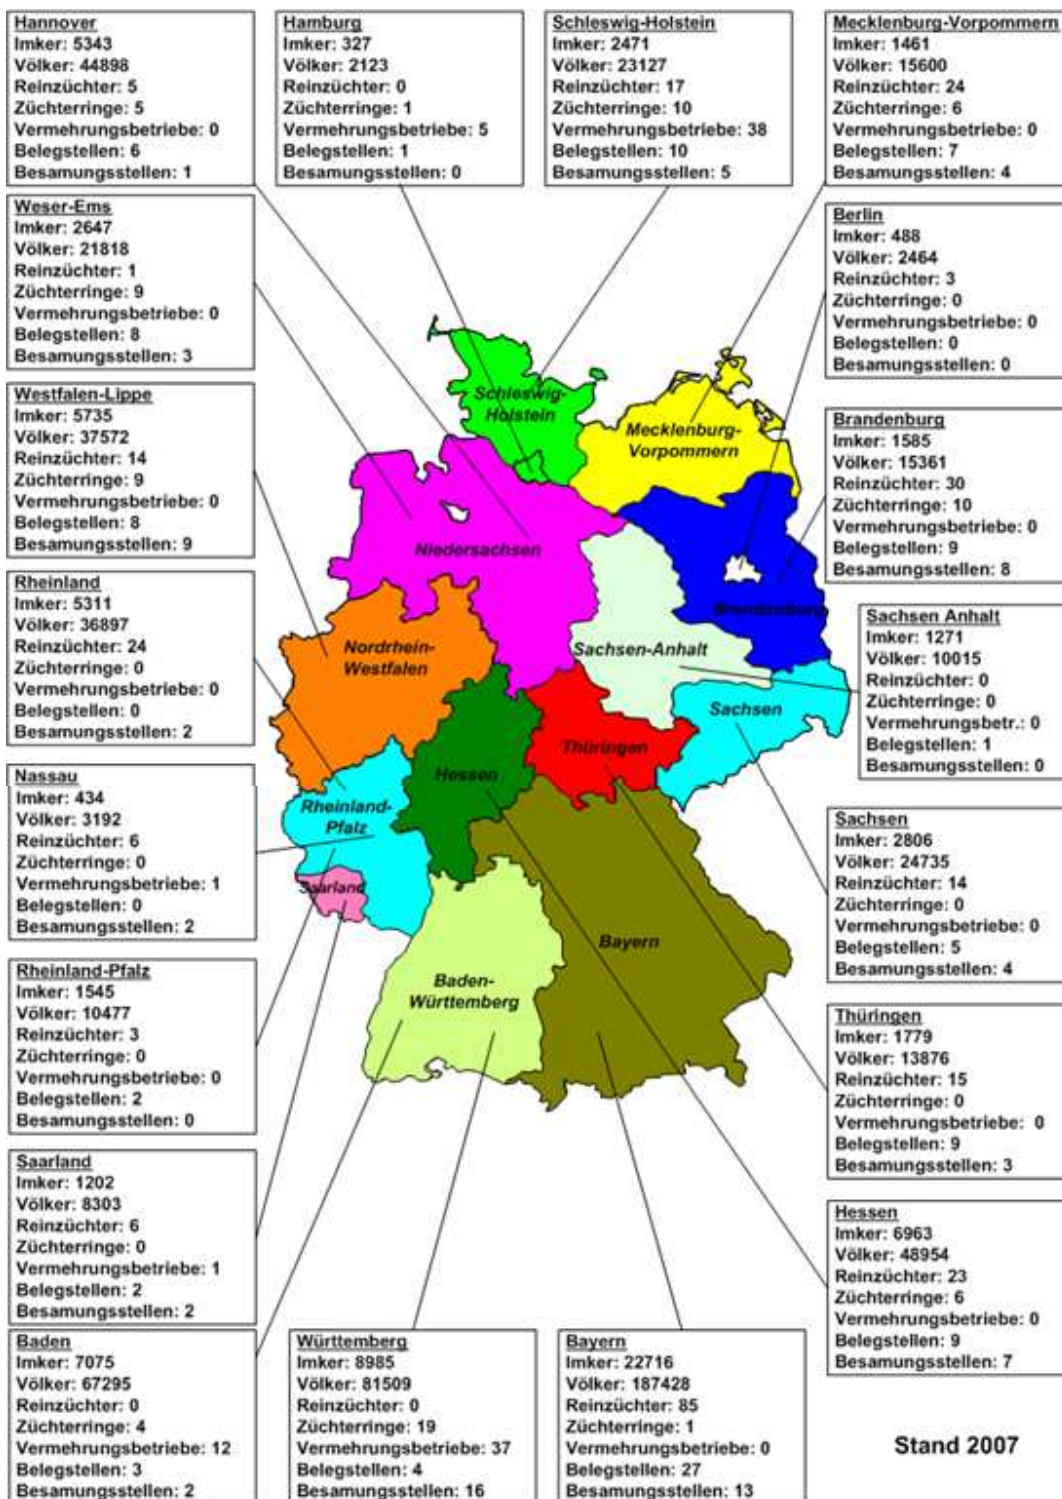 Hannover
Imker: 5343
Völker: 44898
Reinzüchter: 5
Züchterringe: 5
Vermehrungsbetriebe: 0
Belegstellen: 6
Besamungsstellen: 1
Hamburg
Imker: 327
Völker: 2123
Reinzüchter: 0
Züchterringe: 1
Vermehrungsbetriebe: 5
Belegstellen: 1
Besamungsstellen: 0
Schleswig-Holstein
Imker: 2471
Völker: 23127
Reinzüchter: 17
Züchterringe: 10
Vermehrungsbetriebe: 38
Belegstellen: 10
Besamungsstellen: 5
Mecklenburg-Vorpommern
Imker: 1461
Völker: 15600
Reinzüchter: 24
Züchterringe: 6
Vermehrungsbetriebe: 0
Belegstellen: 7
Besamungsstellen: 4
Weser-Ems
Imker: 2647
Völker: 21818
Reinzüchter: 1
Züchterringe: 9
Vermehrungsbetriebe: 0
Belegstellen: 8
Besamungsstellen: 3
Berlin
Imker: 488
Völker: 2464
Reinzüchter: 3
Züchterringe: 0
Vermehrungsbetriebe: 0
Belegstellen: 0
Besamungsstellen: 0
Westfalen-Lippe
Imker: 5735
Völker: 37572
Reinzüchter: 14
Züchterringe: 9
Vermehrungsbetriebe: 0
Belegstellen: 8
Besamungsstellen: 9
Brandenburg
Imker: 1585
Völker: 15361
Reinzüchter: 30
Züchterringe: 10
Vermehrungsbetriebe: 0
Belegstellen: 9
Besamungsstellen: 8
Rheinland
Imker: 5311
Völker: 36897
Reinzüchter: 24
Züchterringe: 0
Vermehrungsbetriebe: 0
Belegstellen: 0
Besamungsstellen: 2
Sachsen Anhalt
Imker: 1271
Völker: 10015
Reinzüchter: 0
Züchterringe: 0
Vermehrungsbetr.: 0
Belegstellen: 1
Besamungsstellen: 0
Nassau
Imker: 434
Völker: 3192
Reinzüchter: 6
Züchterringe: 0
Vermehrungsbetriebe: 1
Belegstellen: 0
Besamungsstellen: 2
Sachsen
Imker: 2806
Völker: 24735
Reinzüchter: 14
Züchterringe: 0
Vermehrungsbetriebe: 0
Belegstellen: 5
Besamungsstellen: 4
Rheinland-Pfalz
Imker: 1545
Völker: 10477
Reinzüchter: 3
Züchterringe: 0
Vermehrungsbetriebe: 0
Belegstellen: 2
Besamungsstellen: 0
Thüringen
Imker: 1779
Völker: 13876
Reinzüchter: 15
Züchterringe: 0
Vermehrungsbetriebe: 0
Belegstellen: 9
Besamungsstellen: 3
Saarland
Imker: 1202
Völker: 8303
Reinzüchter: 6
Züchterringe: 0
Vermehrungsbetriebe: 1
Belegstellen: 2
Besamungsstellen: 2
Hessen
Imker: 6963
Völker: 48954
Reinzüchter: 23
Züchterringe: 6
Vermehrungsbetriebe: 0
Belegstellen: 9
Besamungsstellen: 7
Baden
Imker: 7075
Völker: 67295
Reinzüchter: 0
Züchterringe: 4
Vermehrungsbetriebe: 12
Belegstellen: 3
Besamungsstellen: 2
Württemberg
Imker: 8985
Völker: 81509
Reinzüchter: 0
Züchterringe: 19
Vermehrungsbetriebe: 37
Belegstellen: 4
Besamungsstellen: 16
Bayern
Imker: 22716
Völker: 187428
Reinzüchter: 85
Züchterringe: 1
Vermehrungsbetriebe: 0
Belegstellen: 27
Besamungsstellen: 13
Stand 2007
Schleswig-
Holstein
Mecklenburg-
Vorpommern
Niedersachsen
Brandenburg
Nordrhein-
Westfalen
Sachsen-Anhalt
Sachsen
Thüringen
Hessen
Rheinland-
Pfalz
Saarland
Bayern
Baden-
Württemberg